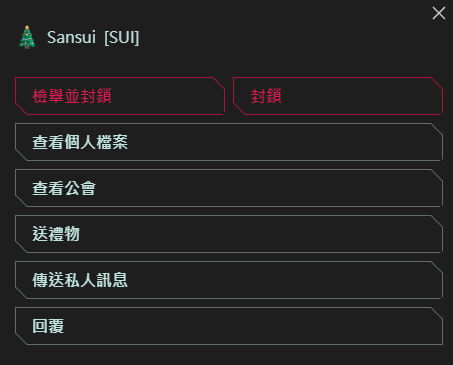 Sansui [SUI]
檢舉並封鎖
封鎖
查看個人檔案
查看公會
送禮物
傳送私人訊息
回覆